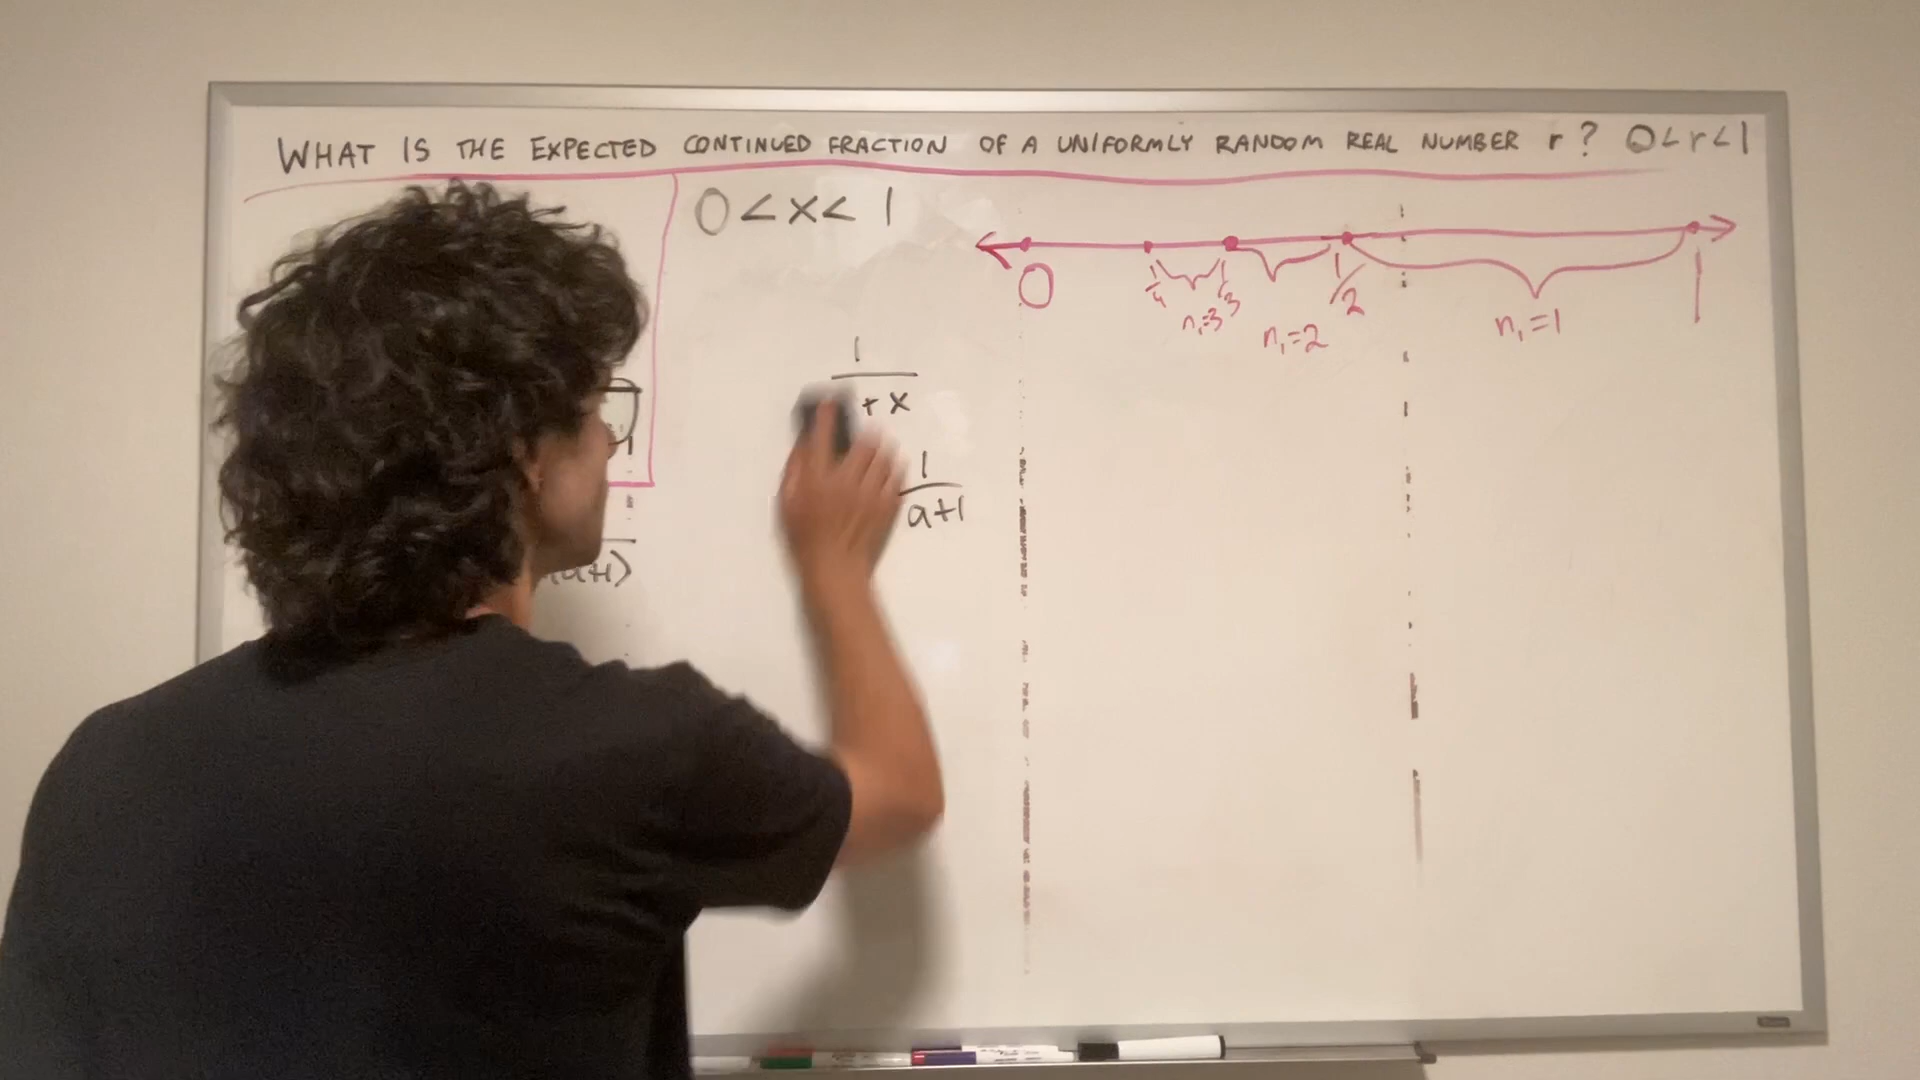 WHAT IS THE EXPECTED CONTINUED FRACTION OF A UNIFORMLY RANDOM REAL NUMBER r? 0<r<1
0<x<1
0
1/4
1/3
1/2
1
n₁=3
n₁=2
n₁=1
1
+x
1
a+1
a+1)